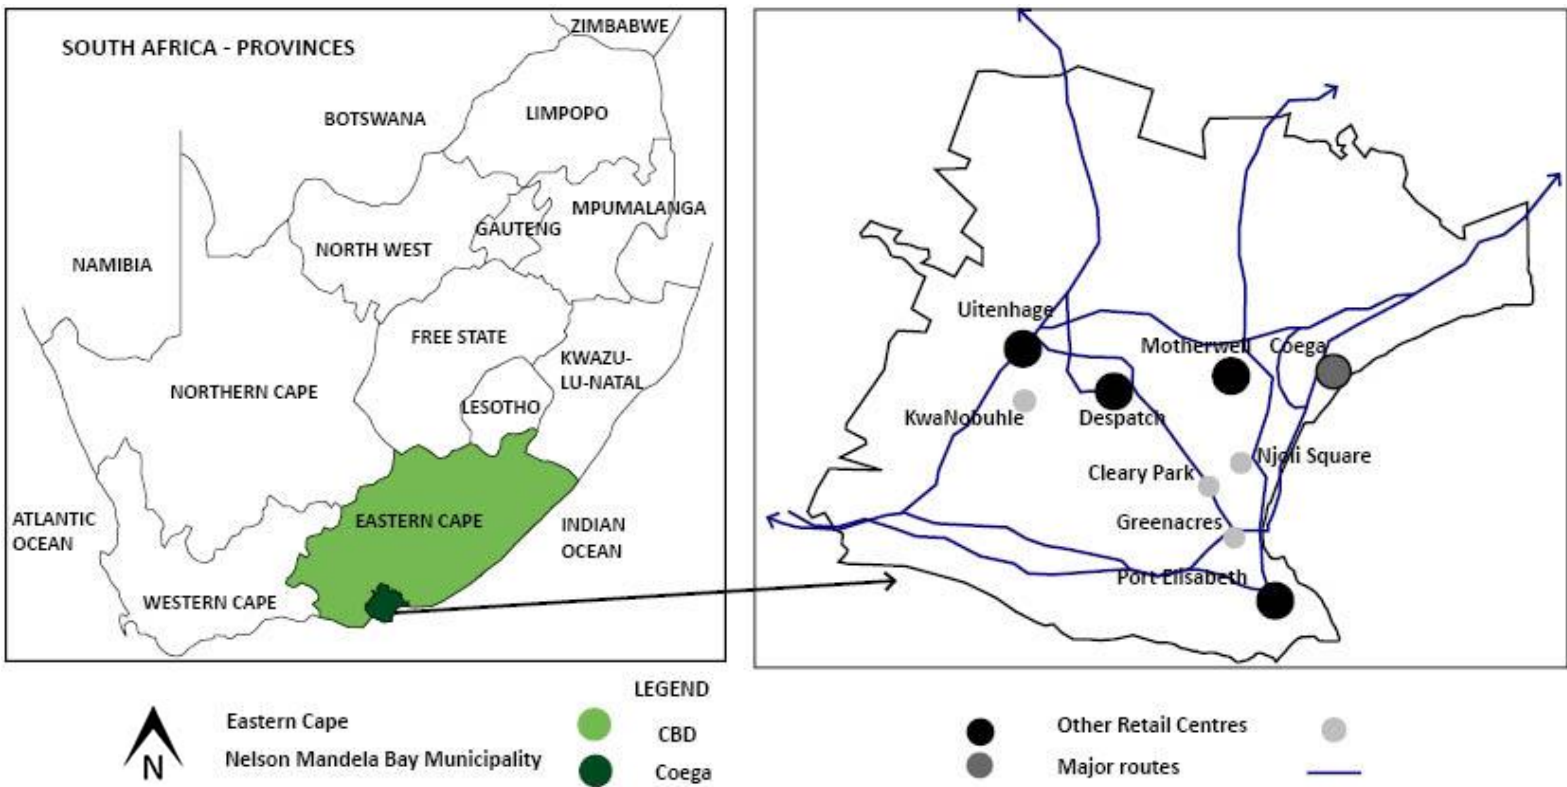 SOUTH AFRICA - PROVINCES
ZIMBABWE
BOTSWANA
LIMPOPO
NAMIBIA
NORTH WEST
GAUTENG
MPUMALANGA
FREE STATE
KWAZU-
LU-NATAL
NORTHERN CAPE
LESOTHO
ATLANTIC
OCEAN
EASTERN CAPE
INDIAN
OCEAN
WESTERN CAPE
Uitenhage
Motherwell
Coega
KwaNobuhle
Despatch
Njoli Square
Cleary Park
Greenacres
Port Elisabeth
LEGEND
N
Eastern Cape
Nelson Mandela Bay Municipality
CBD
Coega
Other Retail Centres
Major routes